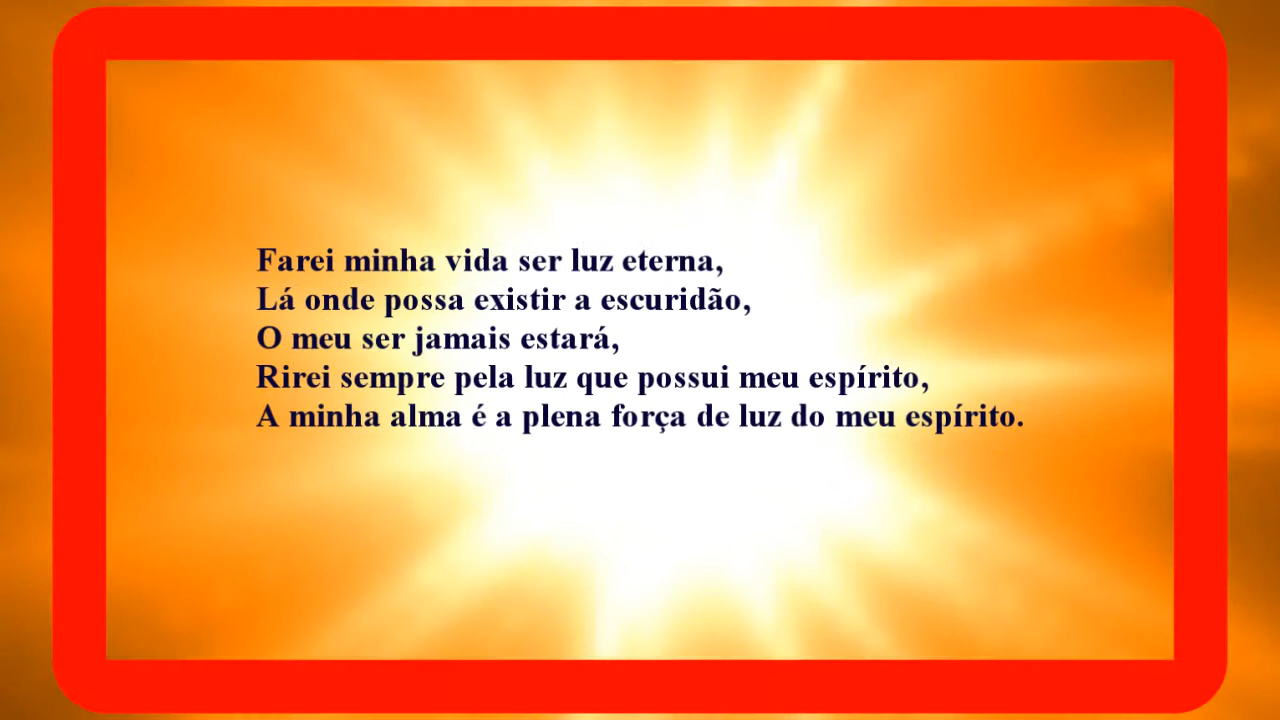 Farei minha vida ser luz eterna,
Lá onde possa existir a escuridão,
O meu ser jamais estará,
Rirei sempre pela luz que possui meu espírito,
A minha alma é a plena força de luz do meu espírito.